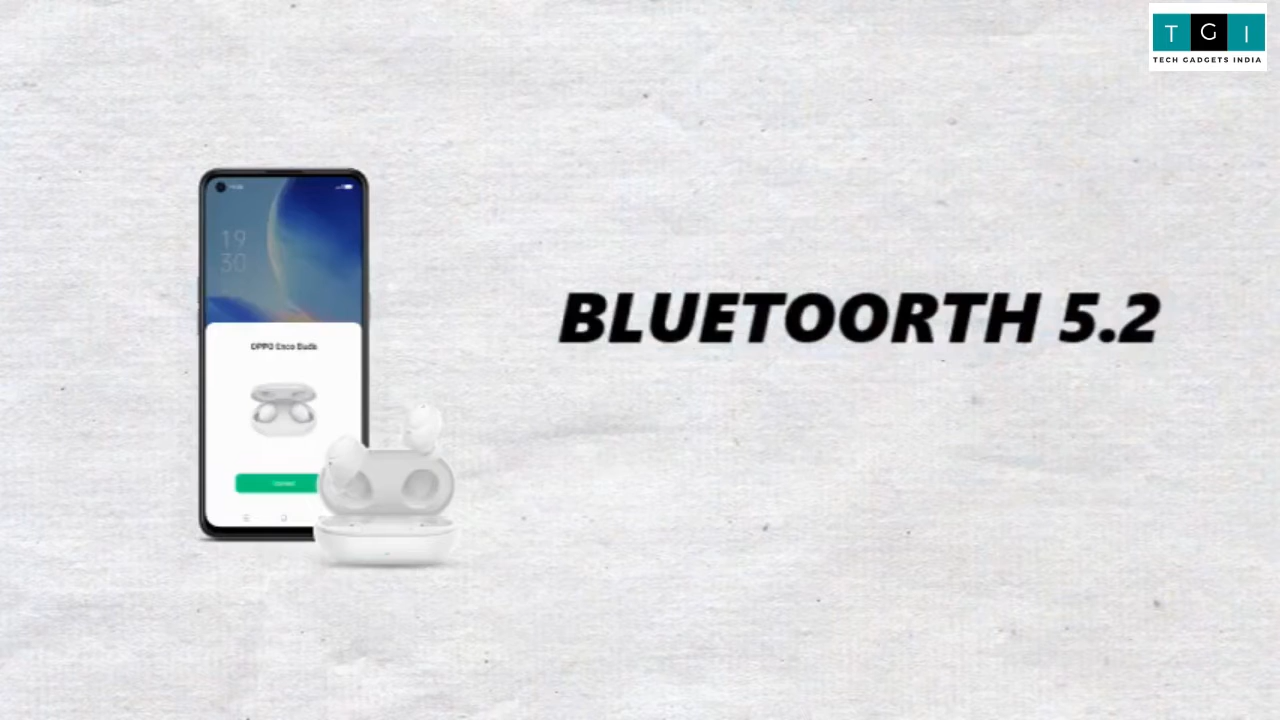 T G I
TECH GADGETS INDIA
19
30
OPPO Enco Buds
BLUETOORTH 5.2